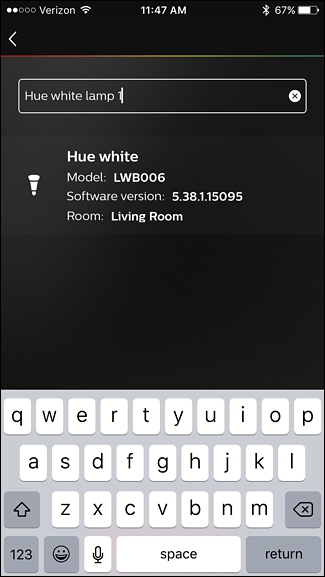 Verizon 11:47 AM 67%
Hue white lamp 1
Hue white
Model: LWB006
Software version: 5.38.1.15095
Room: Living Room
q w e r t y u i o p
a s d f g h j k l
z x c v b n m
123 space return